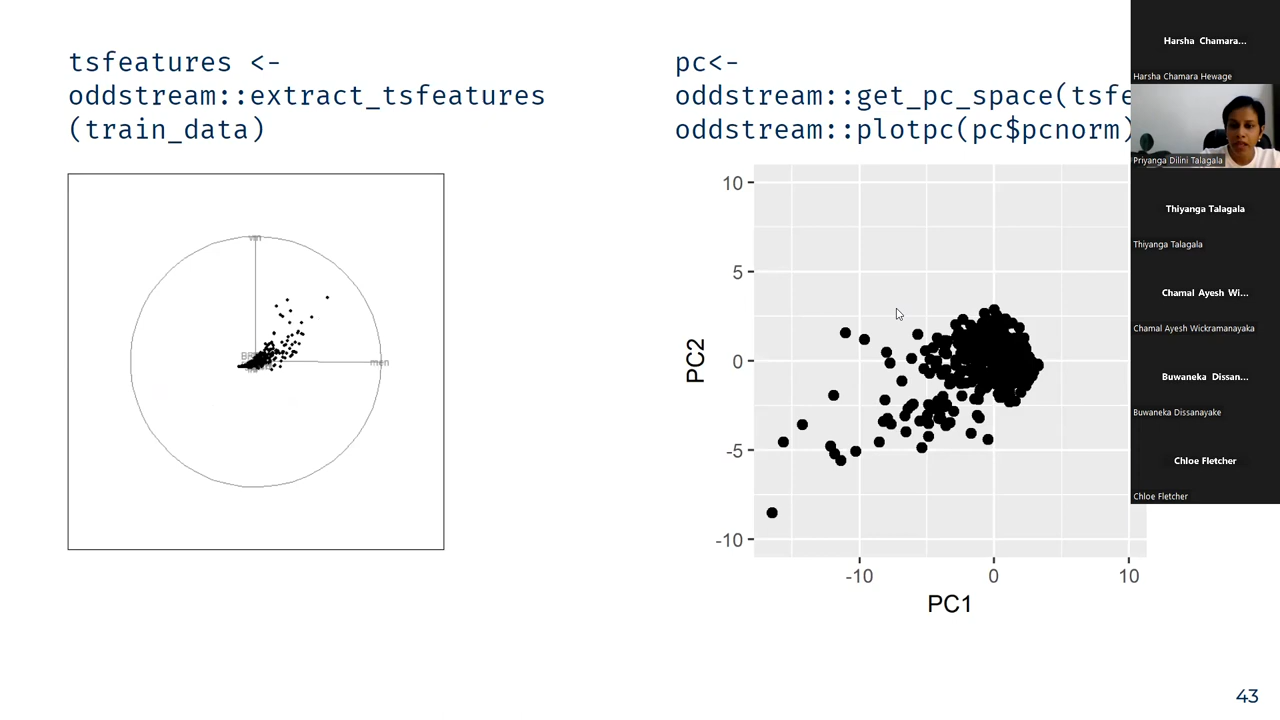 tsfeatures <-
oddstream::extract_tsfeatures
(train_data)
pc<-
oddstream::get_pc_space(tsfe
oddstream::plotpc(pc$pcnorm)
men
10
5
0
-5
-10
PC2
-10
0
10
PC1
43
Harsha Chamara...
Harsha Chamara Hewage
Priyanga Dilini Talagala
Thiyanga Talagala
Thiyanga Talagala
Chamal Ayesh Wi...
Chamal Ayesh Wickramanayaka
Buwaneka Dissan...
Buwaneka Dissanayake
Chloe Fletcher
Chloe Fletcher